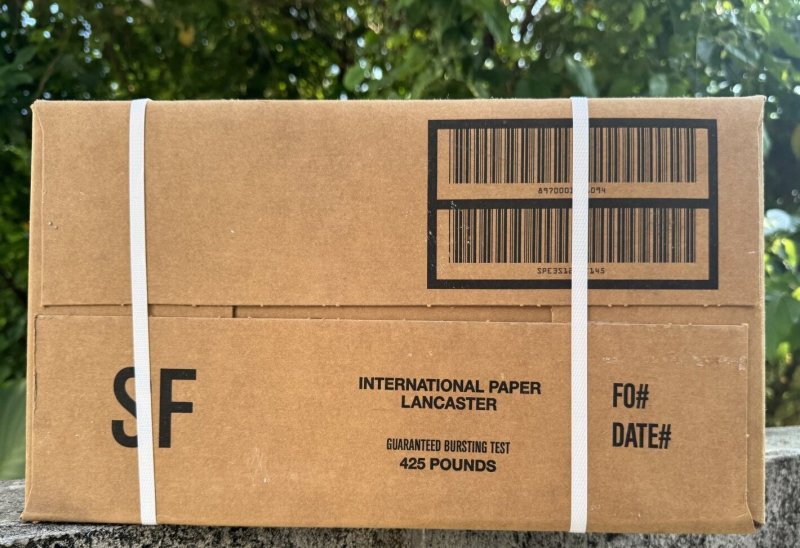 SF
INTERNATIONAL PAPER
LANCASTER
GUARANTEED BURSTING TEST
425 POUNDS
FO#
DATE#